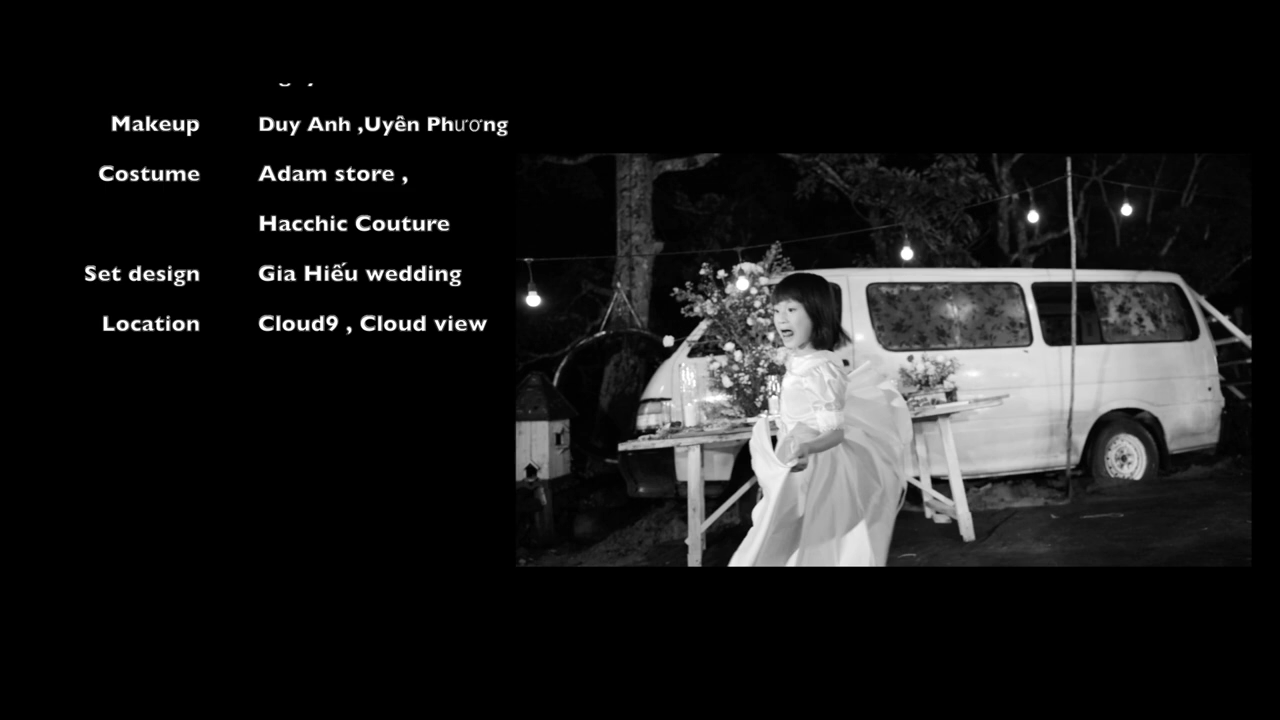 Makeup Duy Anh ,Uyên Phương
Costume Adam store ,
Hacchic Couture
Set design Gia Hiếu wedding
Location Cloud9 , Cloud view